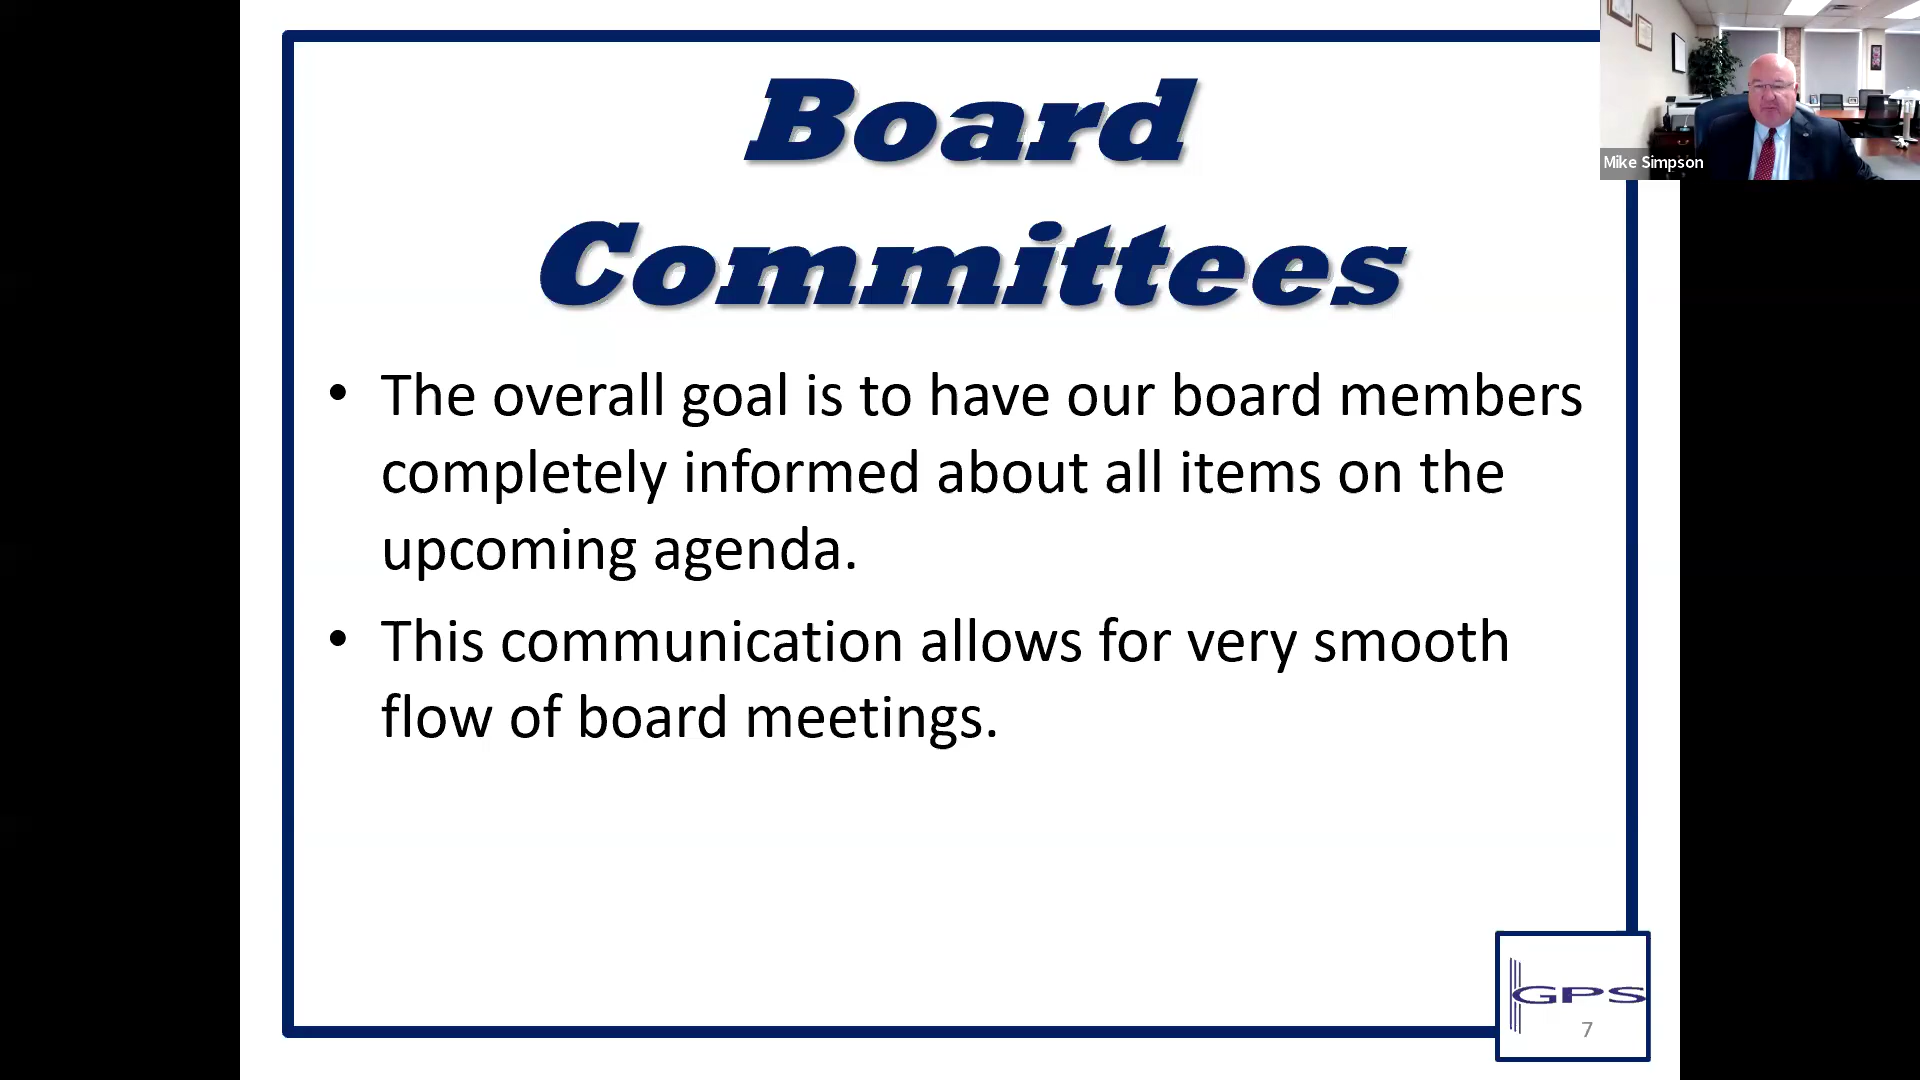 Board
Committees
• The overall goal is to have our board members
completely informed about all items on the
upcoming agenda.
• This communication allows for very smooth
flow of board meetings.
Mike Simpson
GPS
7